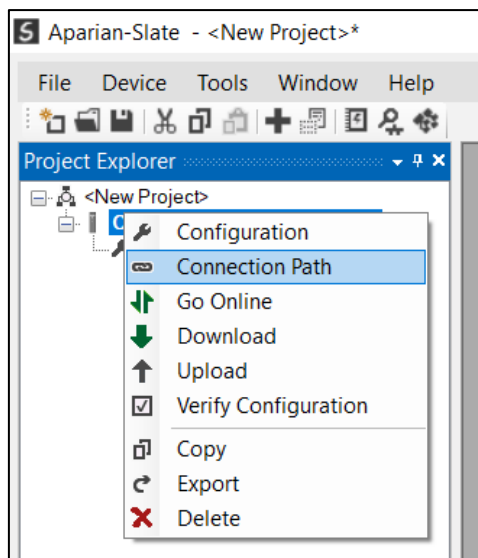 Aparian-Slate - <New Project>*
File Device Tools Window Help
Project Explorer
<New Project>
Configuration
Connection Path
Go Online
Download
Upload
Verify Configuration
Copy
Export
Delete